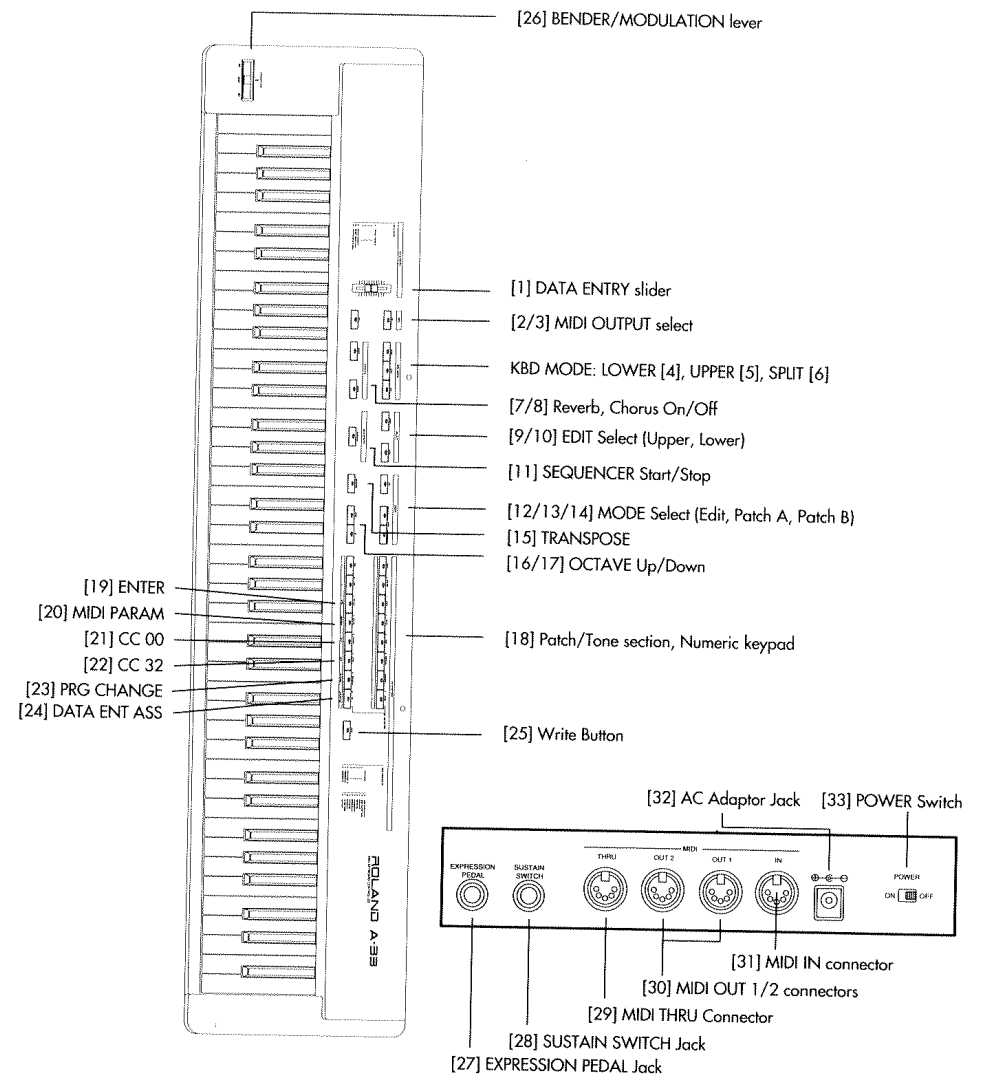 [26] BENDER/MODULATION lever
[1] DATA ENTRY slider
[2/3] MIDI OUTPUT select
KBD MODE: LOWER [4], UPPER [5], SPLIT [6]
[7/8] Reverb, Chorus On/Off
[9/10] EDIT Select (Upper, Lower)
[11] SEQUENCER Start/Stop
[12/13/14] MODE Select (Edit, Patch A, Patch B)
[15] TRANSPOSE
[16/17] OCTAVE Up/Down
[19] ENTER
[20] MIDI PARAM
[21] CC 00
[22] CC 32
[23] PRG CHANGE
[24] DATA ENT ASS
[18] Patch/Tone section, Numeric keypad
[25] Write Button
ROLAND A-33
[32] AC Adaptor Jack
[33] POWER Switch
MIDI
EXPRESSION PEDAL
SUSTAIN SWITCH
THRU
OUT 2
OUT 1
IN
POWER
ON
OFF
[31] MIDI IN connector
[30] MIDI OUT 1/2 connectors
[29] MIDI THRU Connector
[28] SUSTAIN SWITCH Jack
[27] EXPRESSION PEDAL Jack